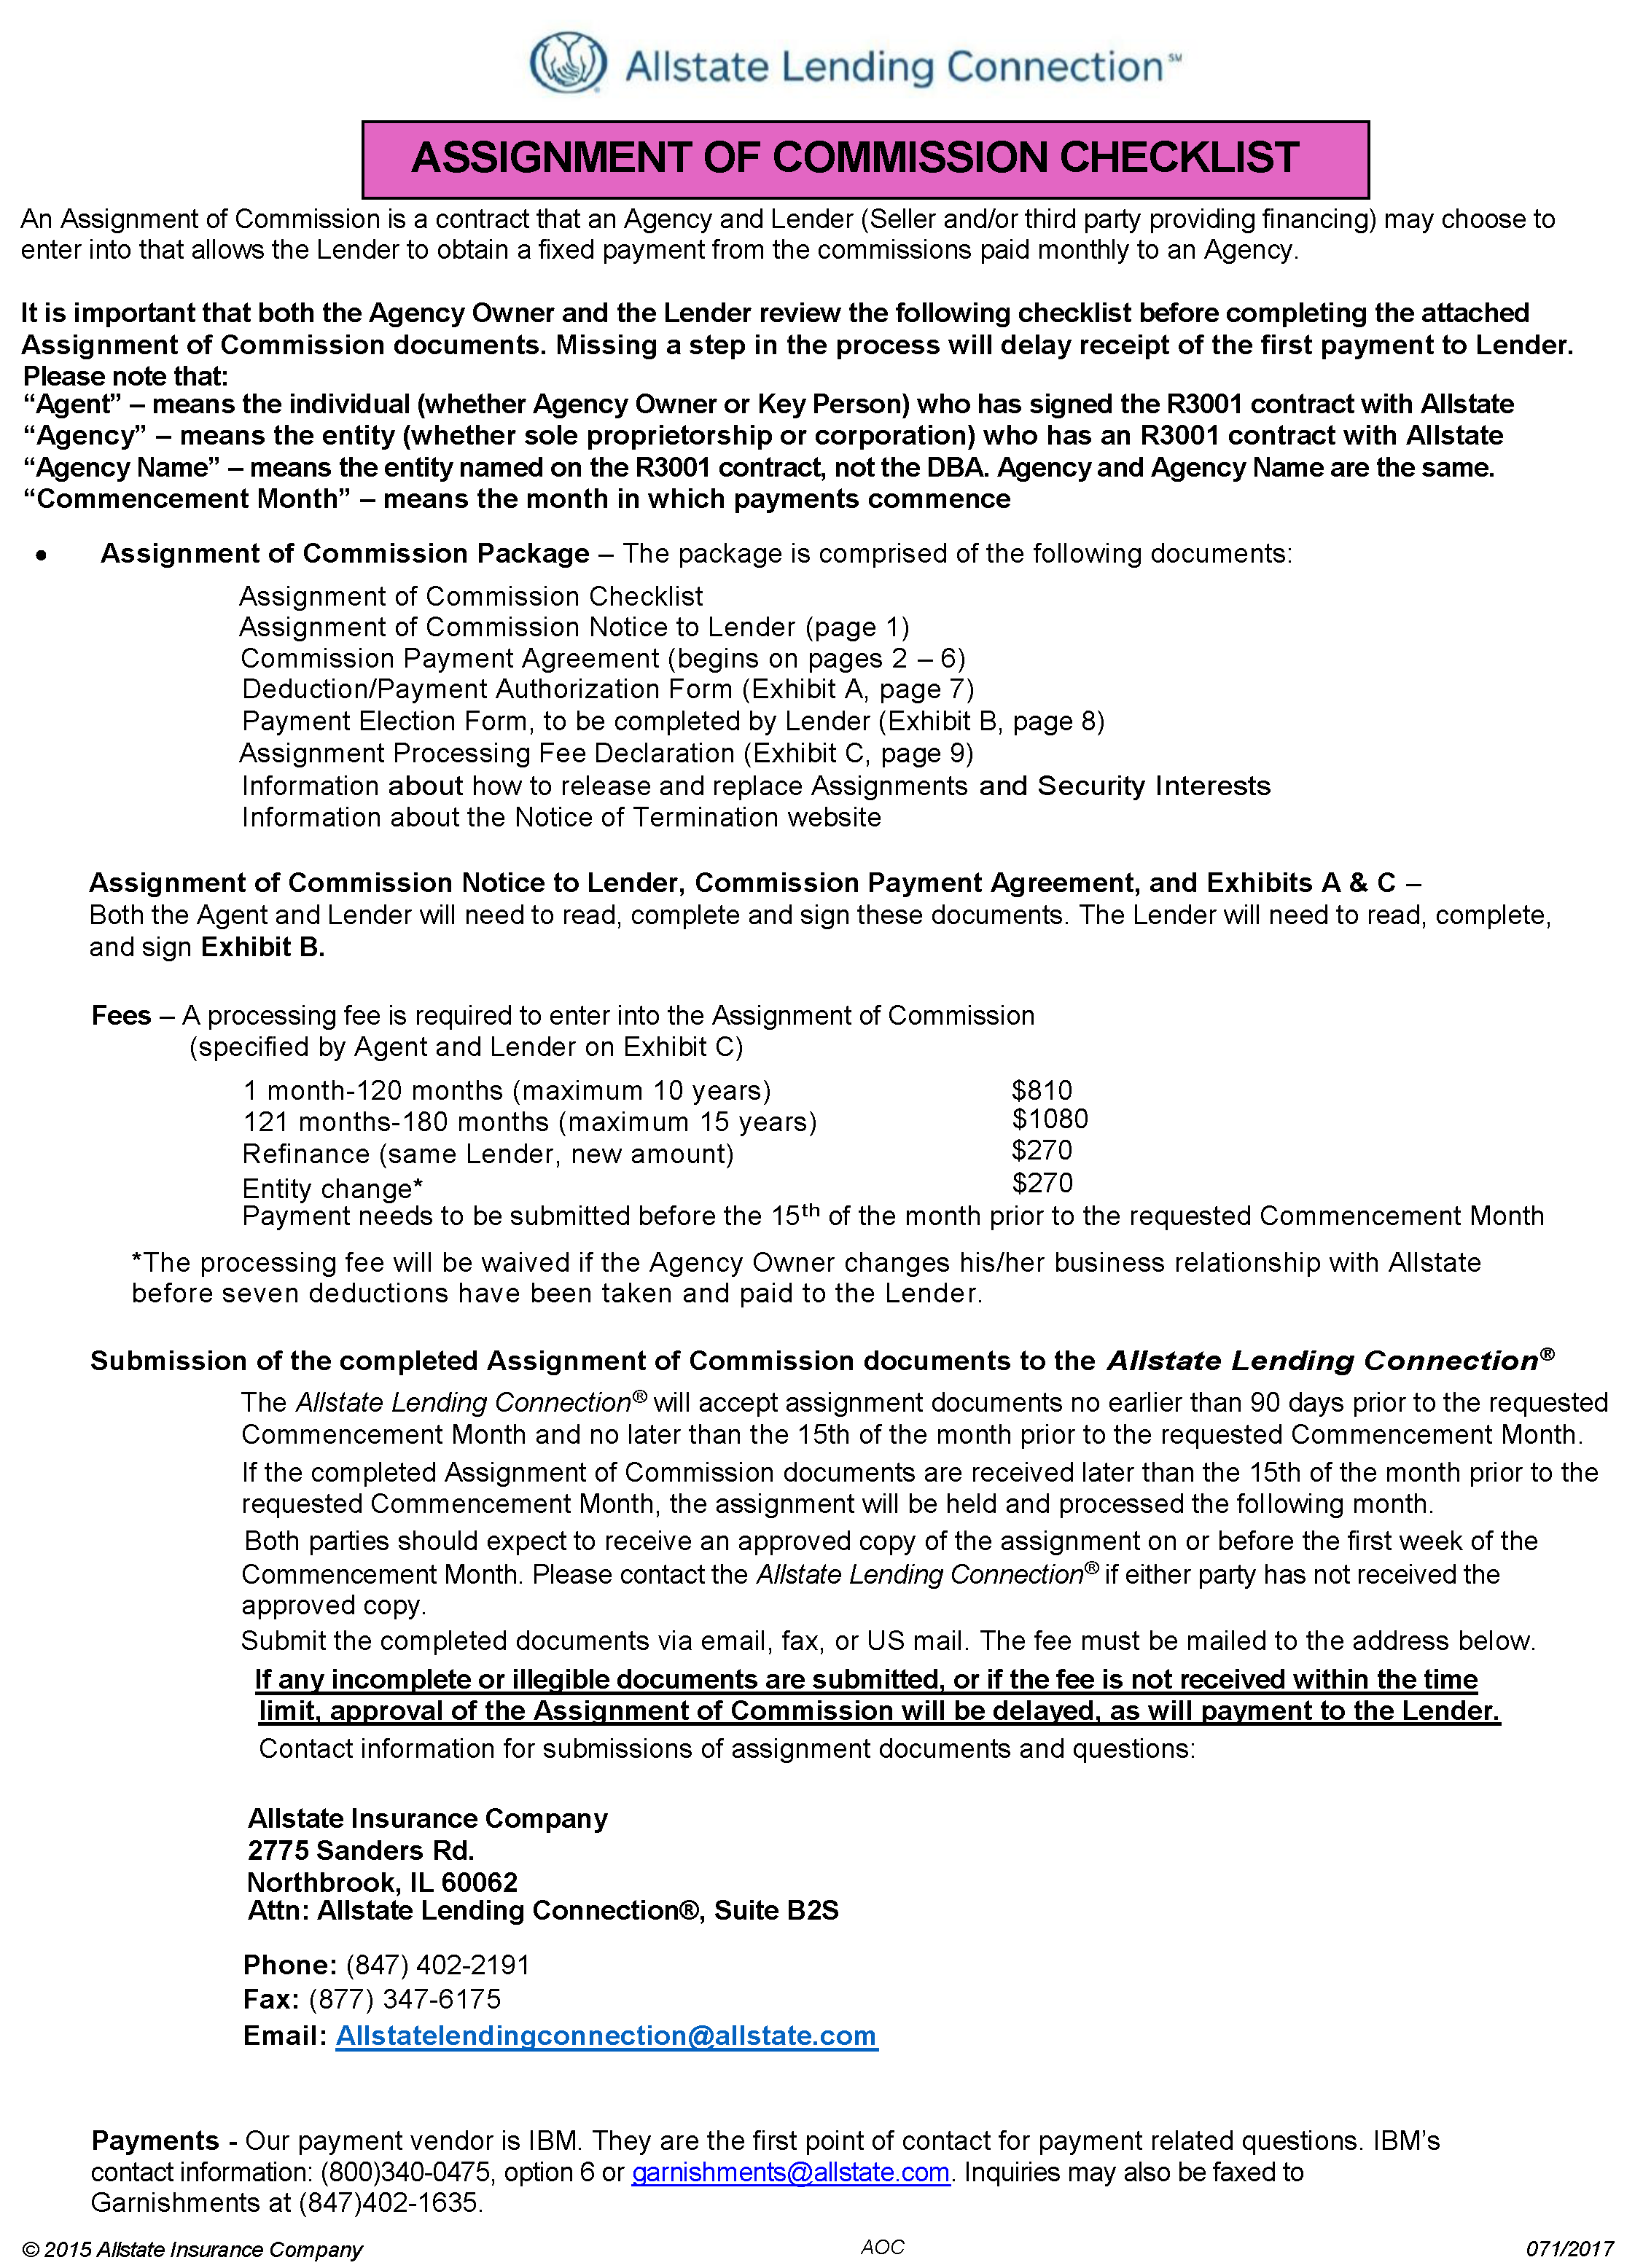 Allstate Lending Connection℠
ASSIGNMENT OF COMMISSION CHECKLIST
An Assignment of Commission is a contract that an Agency and Lender (Seller and/or third party providing financing) may choose to
enter into that allows the Lender to obtain a fixed payment from the commissions paid monthly to an Agency.
It is important that both the Agency Owner and the Lender review the following checklist before completing the attached
Assignment of Commission documents. Missing a step in the process will delay receipt of the first payment to Lender.
Please note that:
“Agent” – means the individual (whether Agency Owner or Key Person) who has signed the R3001 contract with Allstate
“Agency” – means the entity (whether sole proprietorship or corporation) who has an R3001 contract with Allstate
“Agency Name” – means the entity named on the R3001 contract, not the DBA. Agency and Agency Name are the same.
“Commencement Month” – means the month in which payments commence
• Assignment of Commission Package – The package is comprised of the following documents:
Assignment of Commission Checklist
Assignment of Commission Notice to Lender (page 1)
Commission Payment Agreement (begins on pages 2 – 6)
Deduction/Payment Authorization Form (Exhibit A, page 7)
Payment Election Form, to be completed by Lender (Exhibit B, page 8)
Assignment Processing Fee Declaration (Exhibit C, page 9)
Information about how to release and replace Assignments and Security Interests
Information about the Notice of Termination website
Assignment of Commission Notice to Lender, Commission Payment Agreement, and Exhibits A & C –
Both the Agent and Lender will need to read, complete and sign these documents. The Lender will need to read, complete,
and sign Exhibit B.
Fees – A processing fee is required to enter into the Assignment of Commission
(specified by Agent and Lender on Exhibit C)
1 month-120 months (maximum 10 years) $810
121 months-180 months (maximum 15 years) $1080
Refinance (same Lender, new amount) $270
Entity change* $270
Payment needs to be submitted before the 15th of the month prior to the requested Commencement Month
*The processing fee will be waived if the Agency Owner changes his/her business relationship with Allstate
before seven deductions have been taken and paid to the Lender.
Submission of the completed Assignment of Commission documents to the Allstate Lending Connection®
The Allstate Lending Connection® will accept assignment documents no earlier than 90 days prior to the requested
Commencement Month and no later than the 15th of the month prior to the requested Commencement Month.
If the completed Assignment of Commission documents are received later than the 15th of the month prior to the
requested Commencement Month, the assignment will be held and processed the following month.
Both parties should expect to receive an approved copy of the assignment on or before the first week of the
Commencement Month. Please contact the Allstate Lending Connection® if either party has not received the
approved copy.
Submit the completed documents via email, fax, or US mail. The fee must be mailed to the address below.
If any incomplete or illegible documents are submitted, or if the fee is not received within the time
limit, approval of the Assignment of Commission will be delayed, as will payment to the Lender.
Contact information for submissions of assignment documents and questions:
Allstate Insurance Company
2775 Sanders Rd.
Northbrook, IL 60062
Attn: Allstate Lending Connection®, Suite B2S
Phone: (847) 402-2191
Fax: (877) 347-6175
Email: Allstatelendingconnection@allstate.com
Payments - Our payment vendor is IBM. They are the first point of contact for payment related questions. IBM’s
contact information: (800)340-0475, option 6 or garnishments@allstate.com. Inquiries may also be faxed to
Garnishments at (847)402-1635.
© 2015 Allstate Insurance Company AOC 071/2017